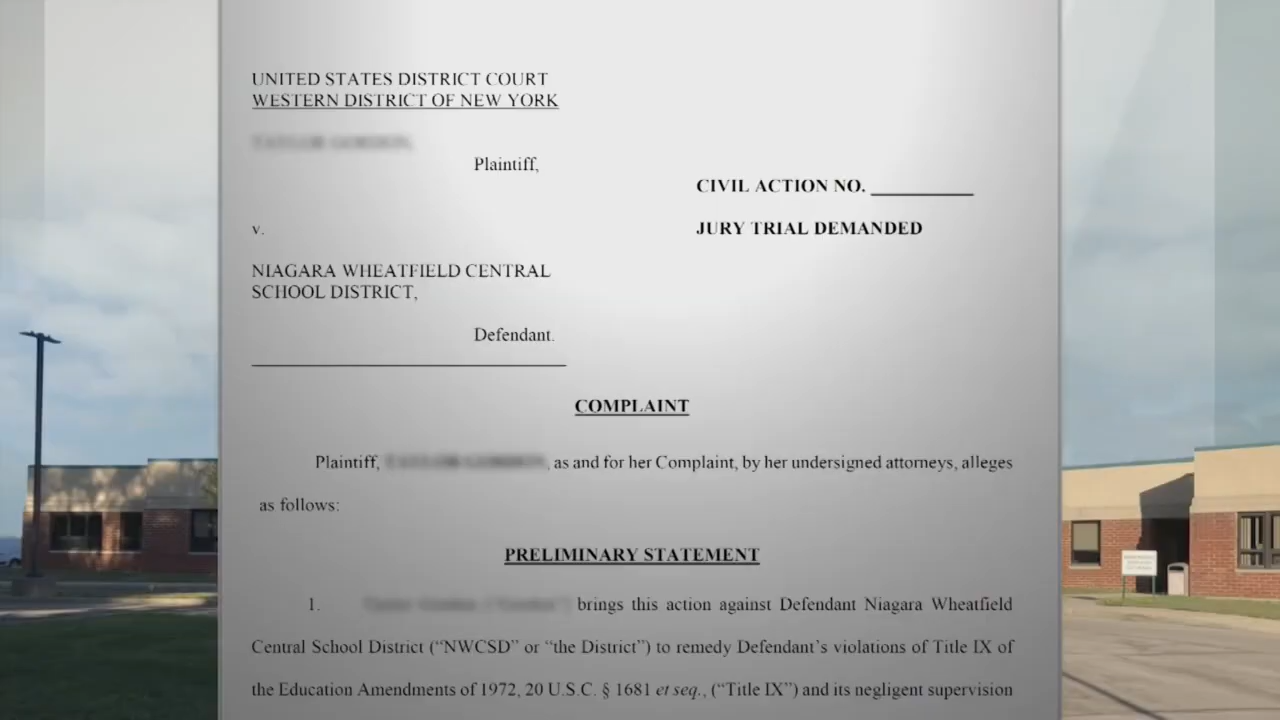 UNITED STATES DISTRICT COURT
WESTERN DISTRICT OF NEW YORK
Plaintiff,
CIVIL ACTION NO. __________
v.
JURY TRIAL DEMANDED
NIAGARA WHEATFIELD CENTRAL
SCHOOL DISTRICT,
Defendant.
COMPLAINT
Plaintiff, , as and for her Complaint, by her undersigned attorneys, alleges
as follows:
PRELIMINARY STATEMENT
1. brings this action against Defendant Niagara Wheatfield
Central School District (“NWCSD” or “the District”) to remedy Defendant’s violations of Title IX of
the Education Amendments of 1972, 20 U.S.C. § 1681 et seq., (“Title IX”) and its negligent supervision